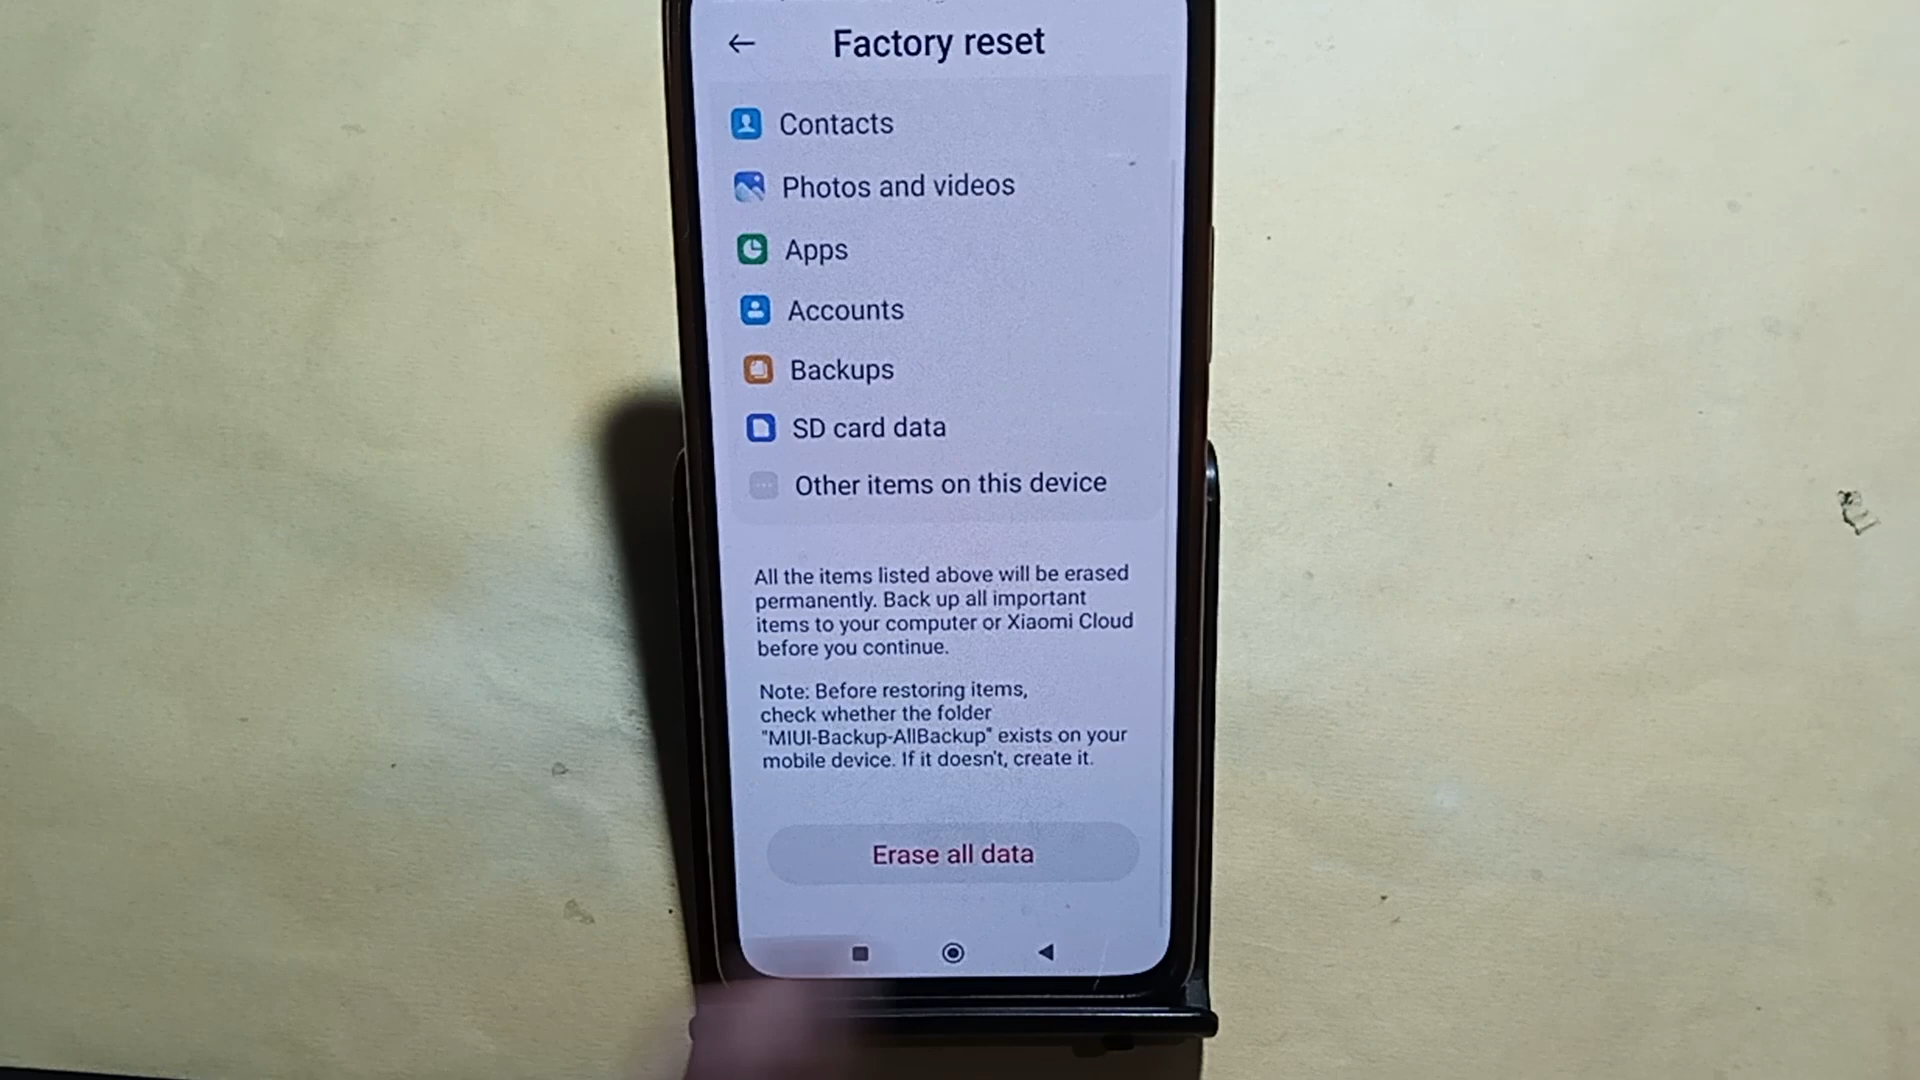 Factory reset
Contacts
Photos and videos
Apps
Accounts
Backups
SD card data
Other items on this device
All the items listed above will be erased
permanently. Back up all important
items to your computer or Xiaomi Cloud
before you continue.
Note: Before restoring items,
check whether the folder
"MIUI-Backup-AllBackup" exists on your
mobile device. If it doesn't, create it.
Erase all data